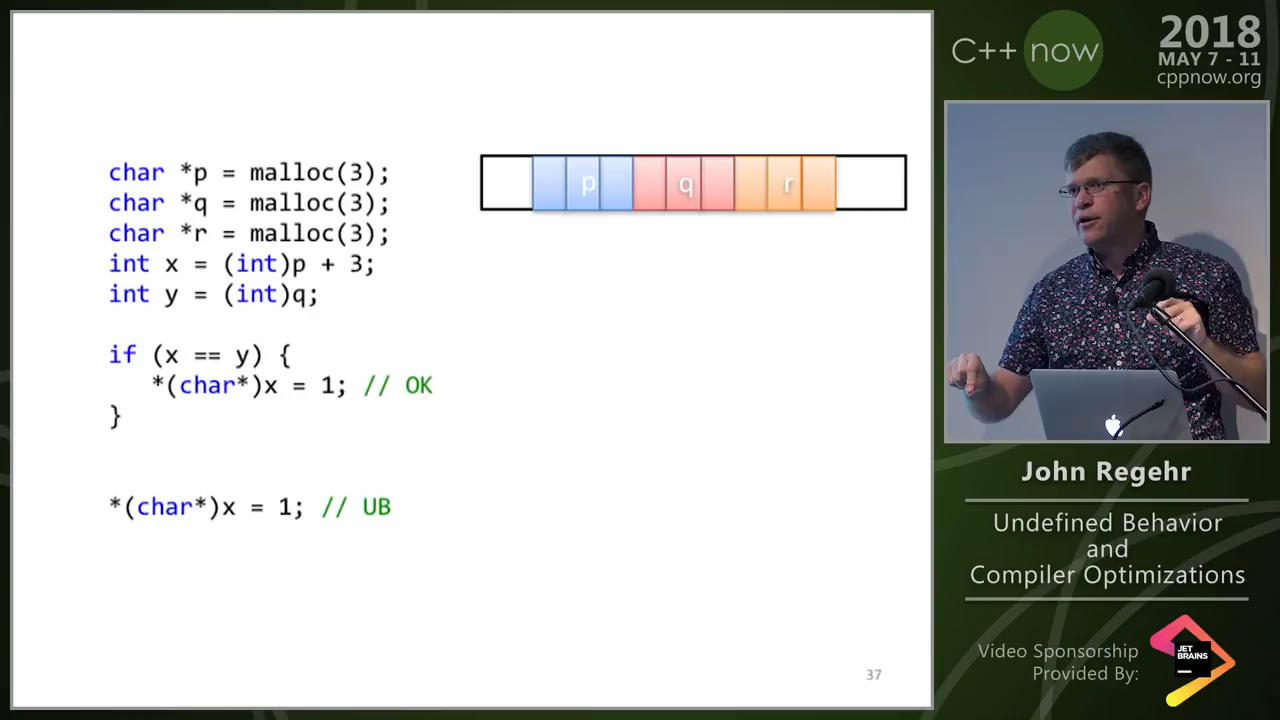 char *p = malloc(3);
char *q = malloc(3);
char *r = malloc(3);
int x = (int)p + 3;
int y = (int)q;
if (x == y) {
*(char*)x = 1; // OK
}
*(char*)x = 1; // UB
p q r
37
C++ now
2018
MAY 7 - 11
cppnow.org
John Regehr
Undefined Behavior
and
Compiler Optimizations
Video Sponsorship
Provided By:
JET
BRAINS